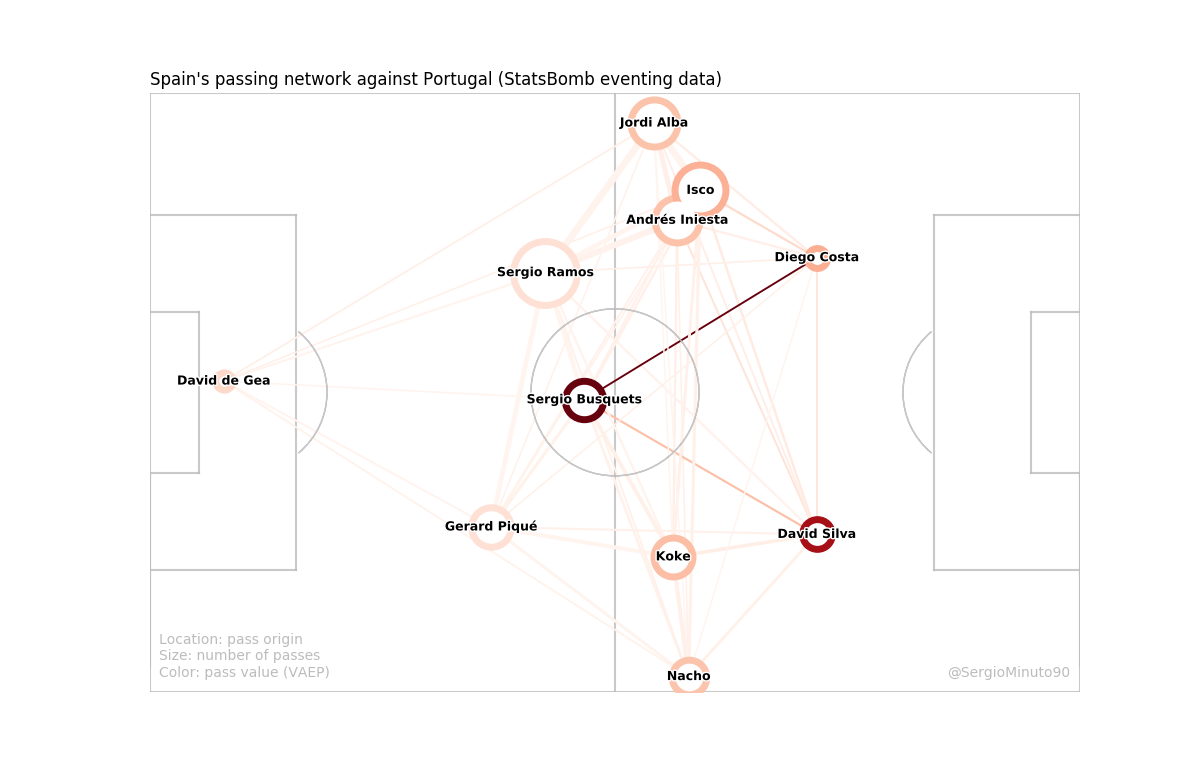 Spain's passing network against Portugal (StatsBomb eventing data)
Jordi Alba
Isco
Andrés Iniesta
Diego Costa
Sergio Ramos
David de Gea
Sergio Busquets
Gerard Piqué
David Silva
Koke
Nacho
Location: pass origin
Size: number of passes
Color: pass value (VAEP)
@SergioMinuto90